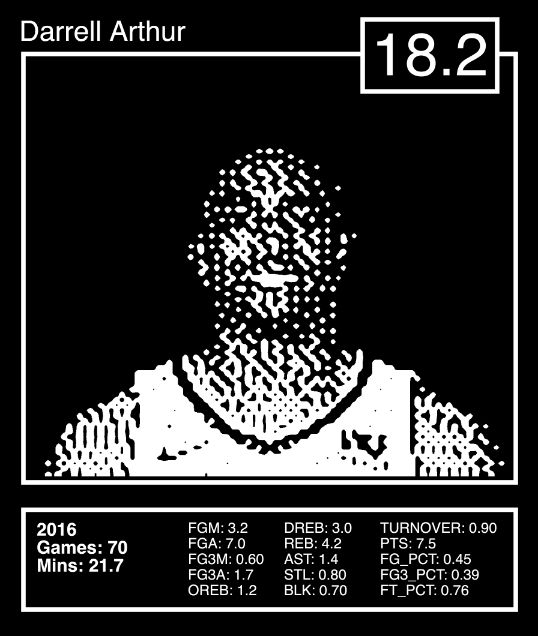 Darrell Arthur
18.2
2016
Games: 70
Mins: 21.7
FGM: 3.2
FGA: 7.0
FG3M: 0.60
FG3A: 1.7
OREB: 1.2
DREB: 3.0
REB: 4.2
AST: 1.4
STL: 0.80
BLK: 0.70
TURNOVER: 0.90
PTS: 7.5
FG_PCT: 0.45
FG3_PCT: 0.39
FT_PCT: 0.76